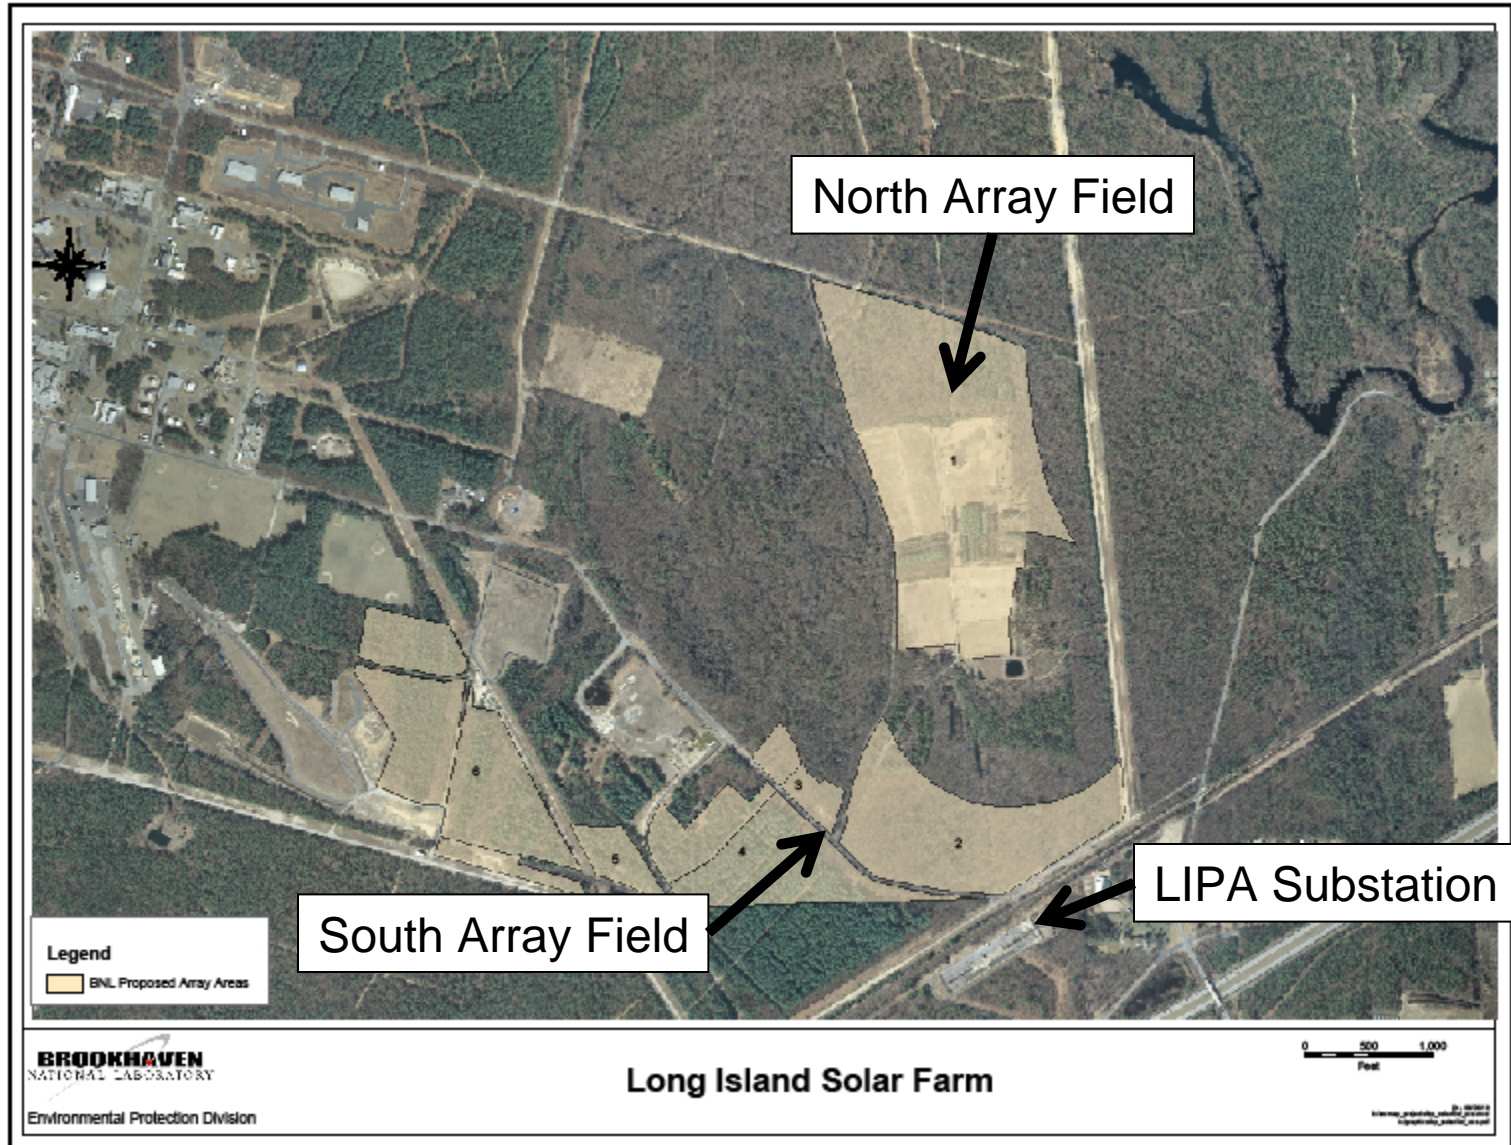 North Array Field
1
6
3
2
5
4
LIPA Substation
South Array Field
Legend
BNL Proposed Array Areas
BROOKHAVEN
NATIONAL LABORATORY
Environmental Protection Division
Long Island Solar Farm
0 500 1,000
Feet